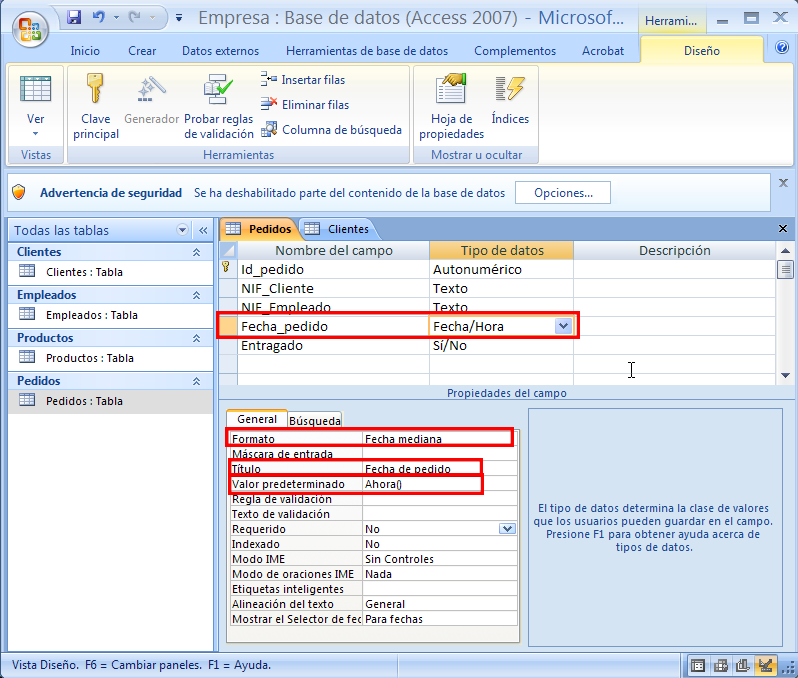 Empresa : Base de datos (Access 2007) - Microsof...
Herrami...
Inicio Crear Datos externos Herramientas de base de datos Complementos Acrobat Diseño
Ver
Vistas
Clave principal
Generador
Probar reglas de validación
Insertar filas
Eliminar filas
Columna de búsqueda
Herramientas
Hoja de propiedades
Índices
Mostrar u ocultar
Advertencia de seguridad Se ha deshabilitado parte del contenido de la base de datos Opciones...
Todas las tablas
Clientes
Clientes : Tabla
Empleados
Empleados : Tabla
Productos
Productos : Tabla
Pedidos
Pedidos : Tabla
Pedidos Clientes
Nombre del campo Tipo de datos Descripción
Id_pedido Autonumérico
NIF_Cliente Texto
NIF_Empleado Texto
Fecha_pedido Fecha/Hora
Entragado Sí/No
Propiedades del campo
General Búsqueda
Formato Fecha mediana
Máscara de entrada
Título Fecha de pedido
Valor predeterminado Ahora()
Regla de validación
Texto de validación
Requerido No
Indexado No
Modo IME Sin Controles
Modo de oraciones IME Nada
Etiquetas inteligentes
Alineación del texto General
Mostrar el Selector de fec Para fechas
El tipo de datos determina la clase de valores
que los usuarios pueden guardar en el campo.
Presione F1 para obtener ayuda acerca de
tipos de datos.
Vista Diseño. F6 = Cambiar paneles. F1 = Ayuda.